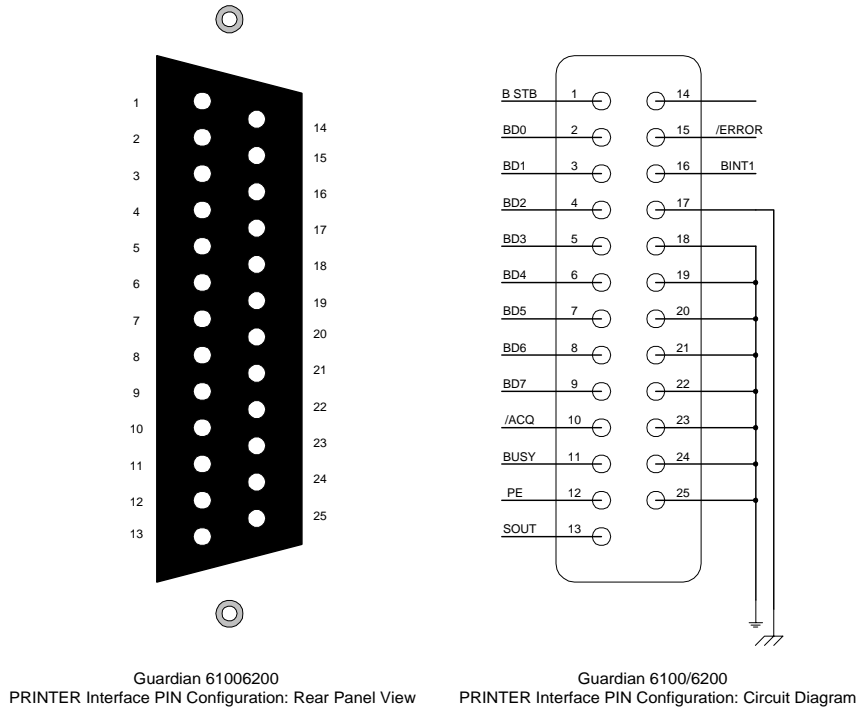 1
2
3
4
5
6
7
8
9
10
11
12
13
14
15
16
17
18
19
20
21
22
23
24
25
Guardian 61006200
PRINTER Interface PIN Configuration: Rear Panel View
B STB 1 14
BD0 2 15 /ERROR
BD1 3 16 BINT1
BD2 4 17
BD3 5 18
BD4 6 19
BD5 7 20
BD6 8 21
BD7 9 22
/ACQ 10 23
BUSY 11 24
PE 12 25
SOUT 13
Guardian 6100/6200
PRINTER Interface PIN Configuration: Circuit Diagram